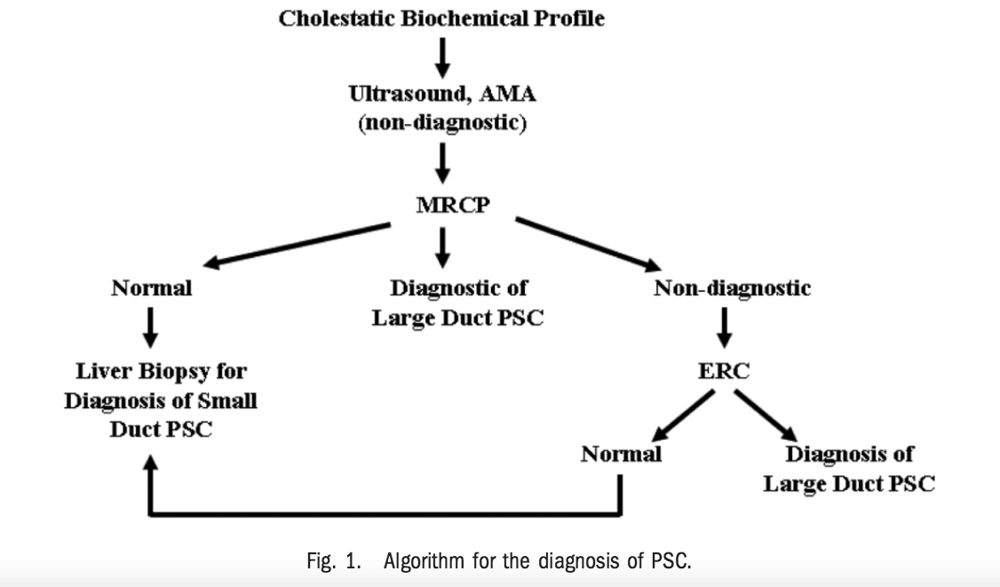 Cholestatic Biochemical Profile
Ultrasound, AMA
(non-diagnostic)
MRCP
Normal
Diagnostic of
Large Duct PSC
Non-diagnostic
Liver Biopsy for
Diagnosis of Small
Duct PSC
ERC
Normal
Diagnosis of
Large Duct PSC
Fig. 1. Algorithm for the diagnosis of PSC.